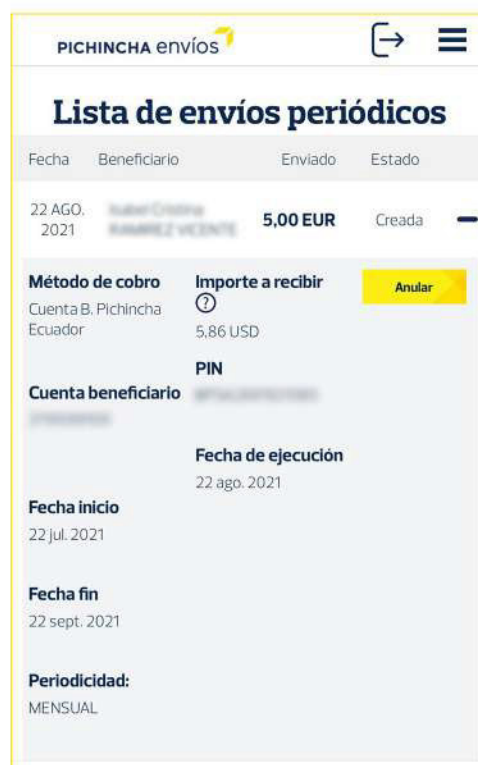 PICHINCHA envíos
Lista de envíos periódicos
Fecha Beneficiario Enviado Estado
22 AGO.
2021
5,00 EUR Creada
Método de cobro
Cuenta B. Pichincha
Ecuador
Importe a recibir
?
5,86 USD
Anular
PIN
Cuenta beneficiario
Fecha de ejecución
22 ago. 2021
Fecha inicio
22 jul. 2021
Fecha fin
22 sept. 2021
Periodicidad:
MENSUAL